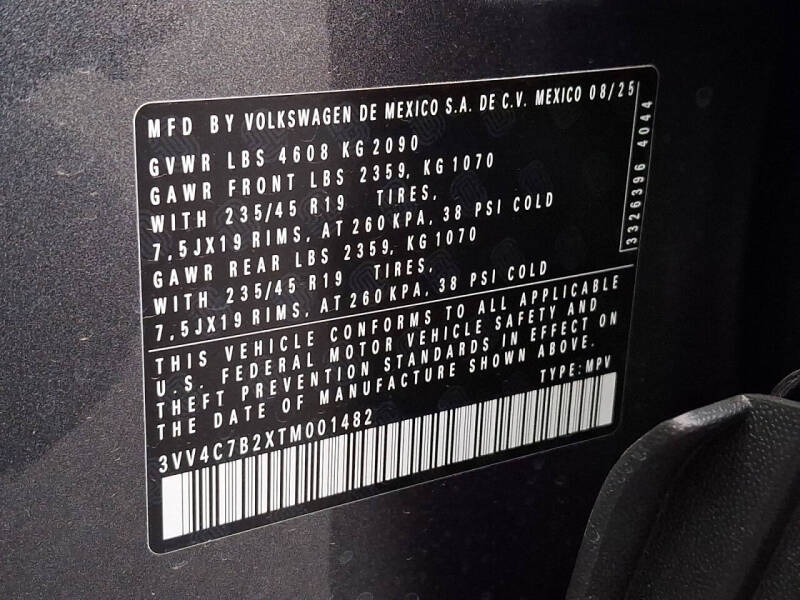 MFD BY VOLKSWAGEN DE MEXICO S.A. DE C.V. MEXICO 08/25
GVWR LBS 4608 KG 2090
GAWR FRONT LBS 2359, KG 1070
WITH 235/45 R19 TIRES,
7,5JX19 RIMS, AT 260 KPA, 38 PSI COLD
GAWR REAR LBS 2359, KG 1070
WITH 235/45 R19 TIRES,
7,5JX19 RIMS, AT 260 KPA, 38 PSI COLD
3326396 4044
THIS VEHICLE CONFORMS TO ALL APPLICABLE
U.S. FEDERAL MOTOR VEHICLE SAFETY AND
THEFT PREVENTION STANDARDS IN EFFECT ON
THE DATE OF MANUFACTURE SHOWN ABOVE.
TYPE: MPV
3VV4C7B2XTM001482